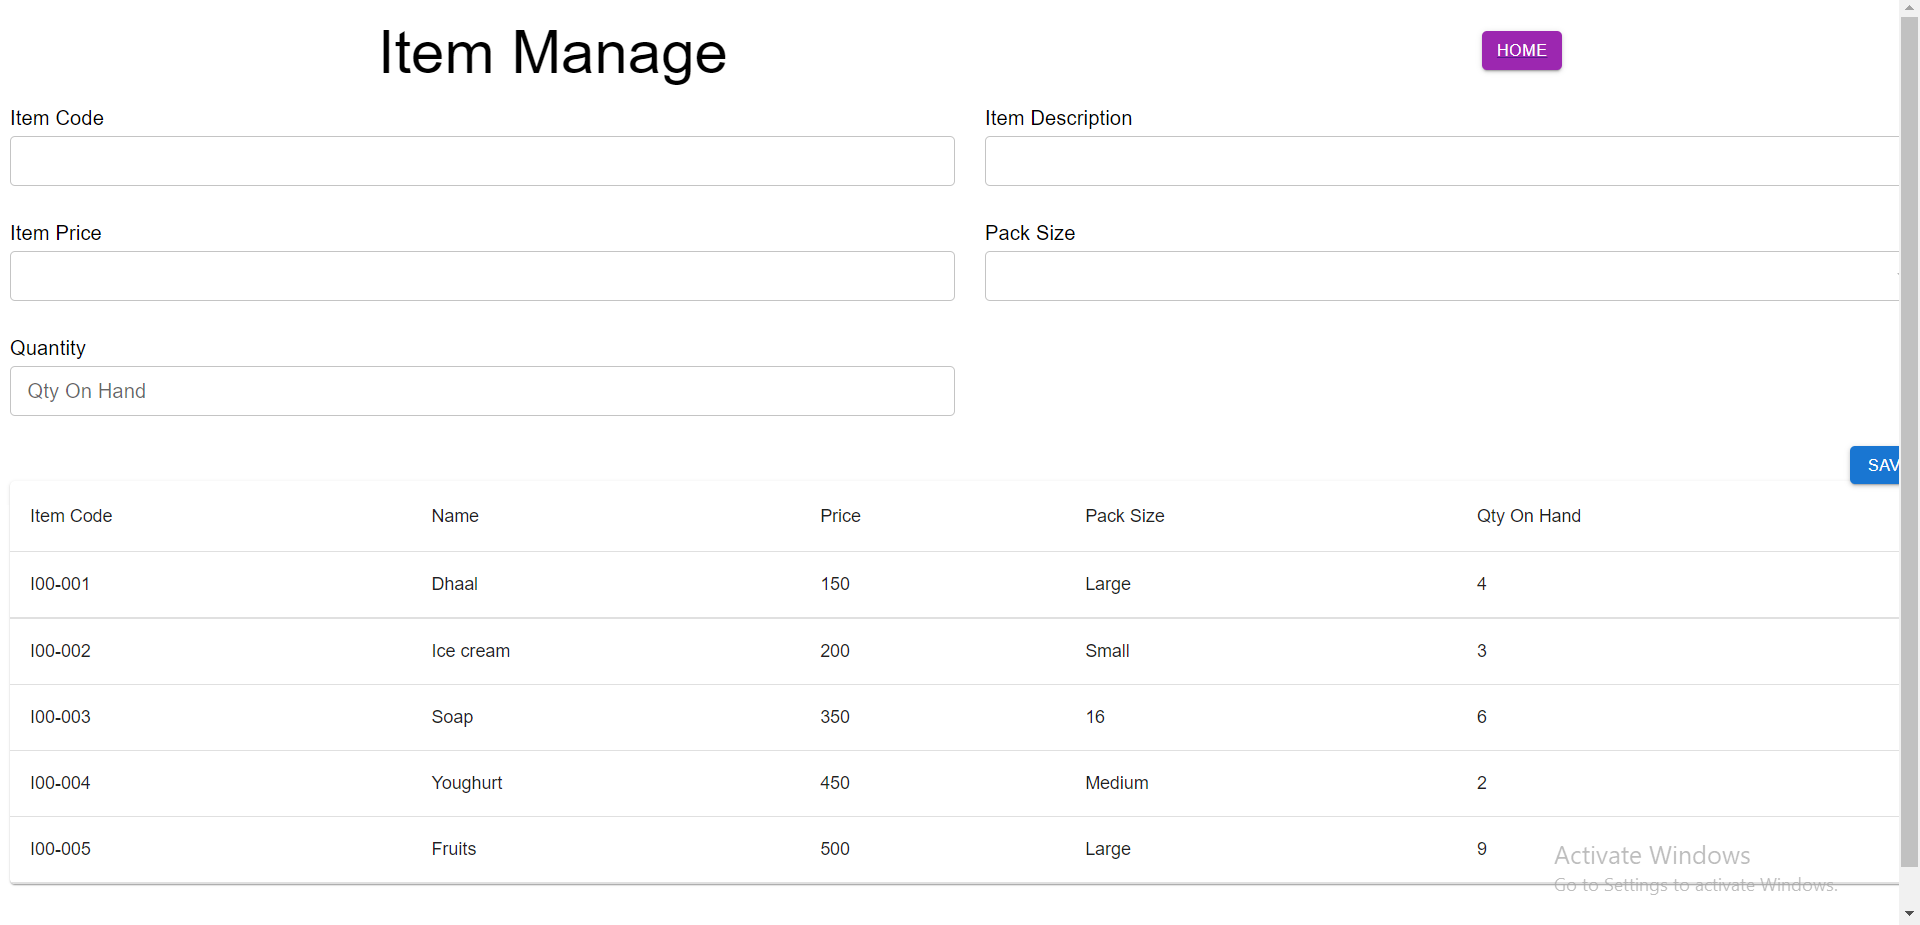 Item Manage HOME
Item Code Item Description
Item Price Pack Size
Quantity
Qty On Hand
SAV
Item Code Name Price Pack Size Qty On Hand
I00-001 Dhaal 150 Large 4
I00-002 Ice cream 200 Small 3
I00-003 Soap 350 16 6
I00-004 Youghurt 450 Medium 2
I00-005 Fruits 500 Large 9
Activate Windows
Go to Settings to activate Windows.